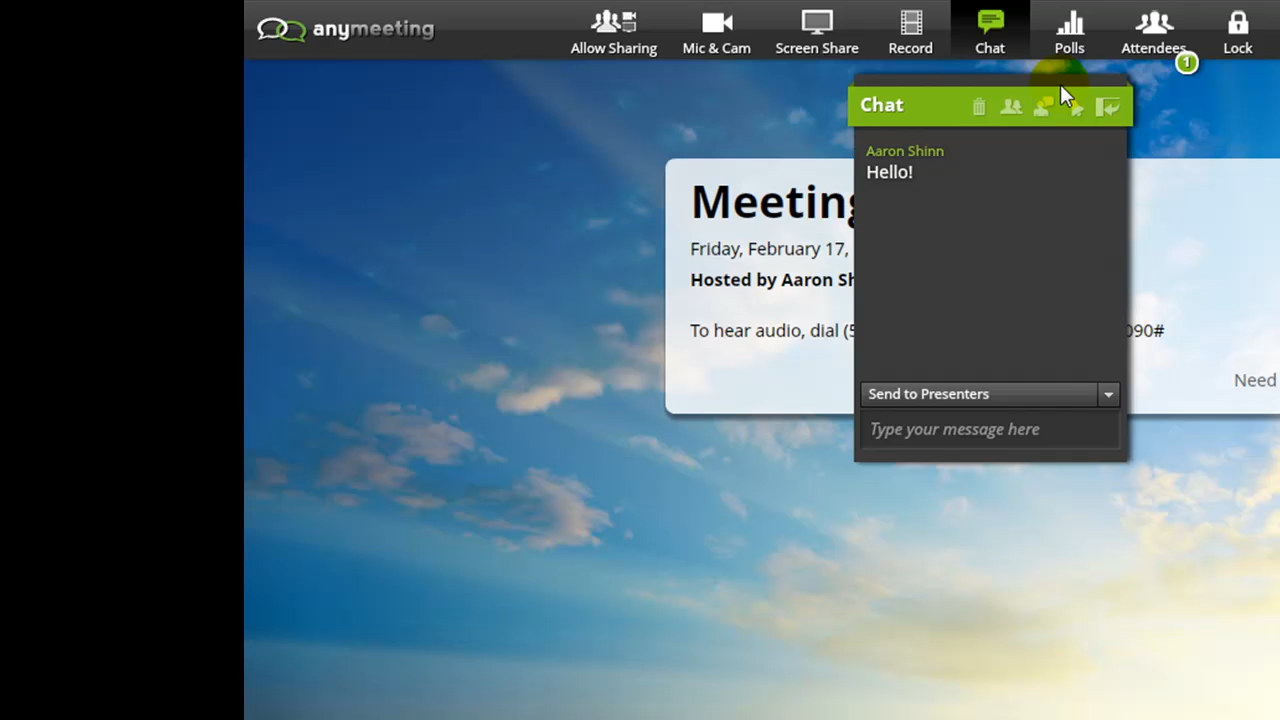 anymeeting
Allow Sharing
Mic & Cam
Screen Share
Record
Chat
Polls
Attendees
Lock
1
Chat
Aaron Shinn
Hello!
Meeting
Friday, February 17,
Hosted by Aaron Sh
To hear audio, dial (5
090#
Need
Send to Presenters
Type your message here